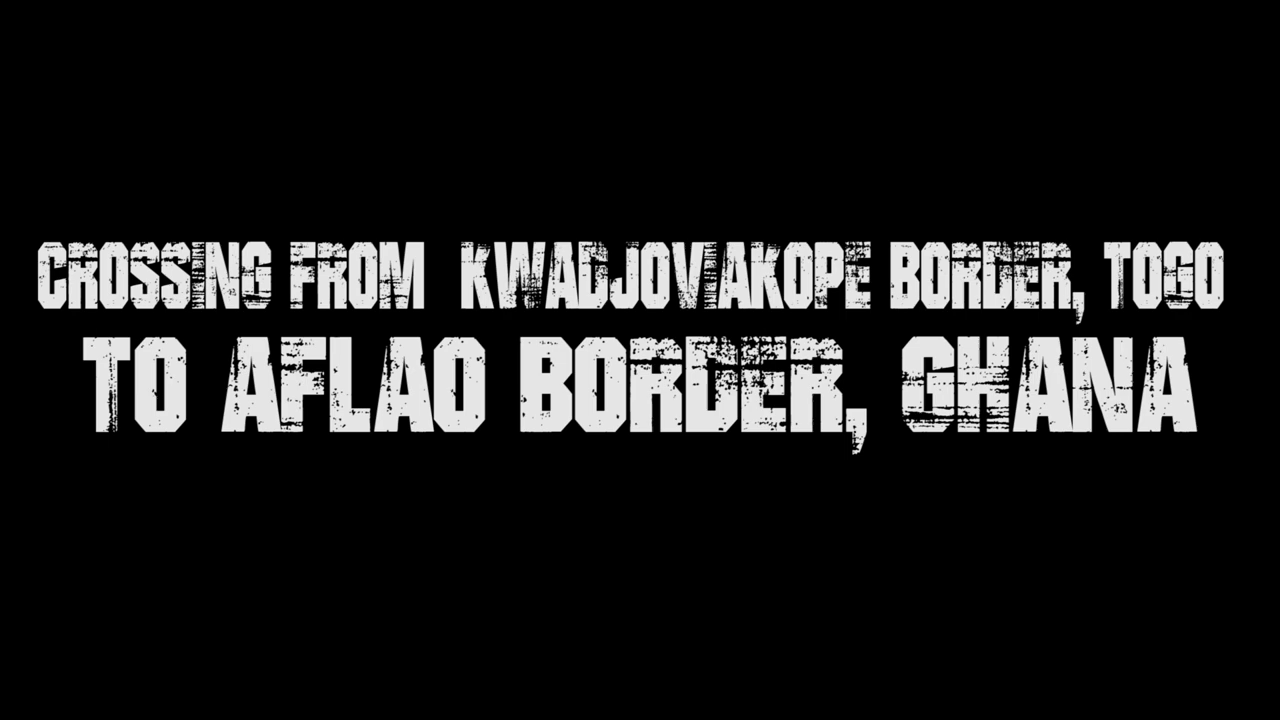 CROSSING FROM  KWADJOVIAKOPE BORDER, TOGO
TO AFLAO BORDER, GHANA